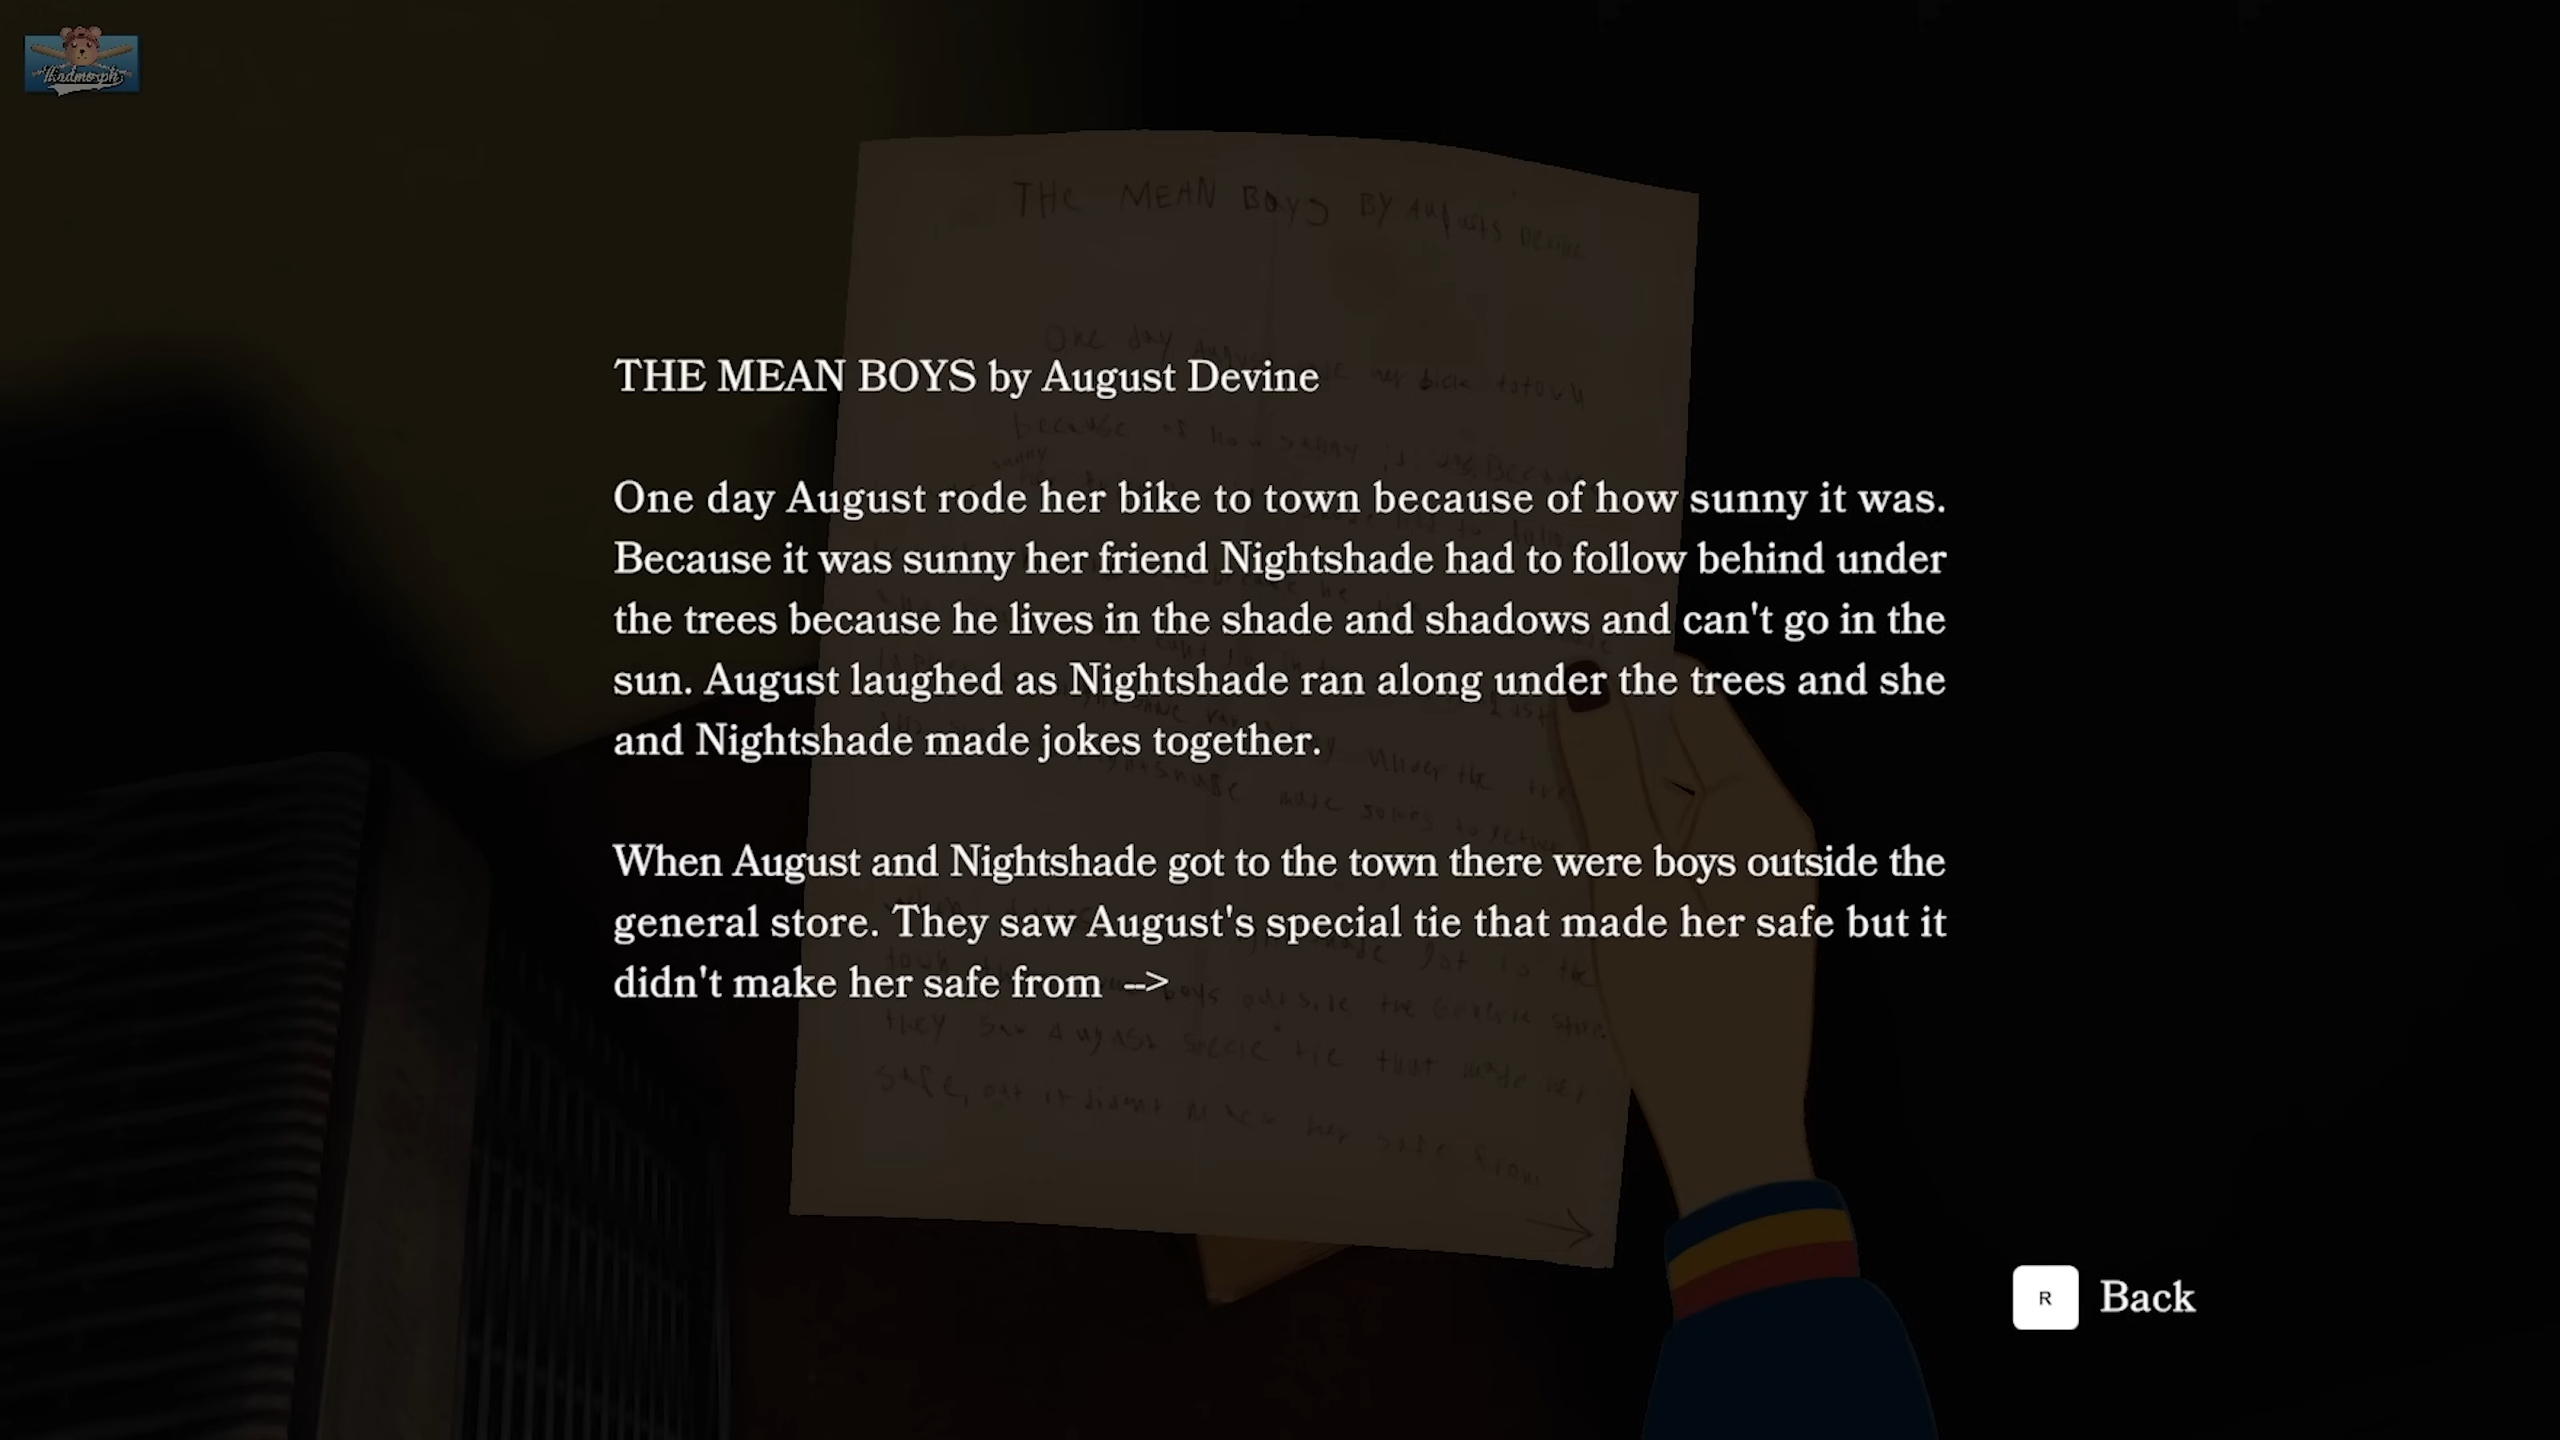 Hindmorph
THE MEAN BOYS by August Devine
One day August rode her bike to town because of how sunny it was.
Because it was sunny her friend Nightshade had to follow behind under
the trees because he lives in the shade and shadows and can't go in the
sun. August laughed as Nightshade ran along under the trees and she
and Nightshade made jokes together.
When August and Nightshade got to the town there were boys outside the
general store. They saw August's special tie that made her safe but it
didn't make her safe from -->
R Back